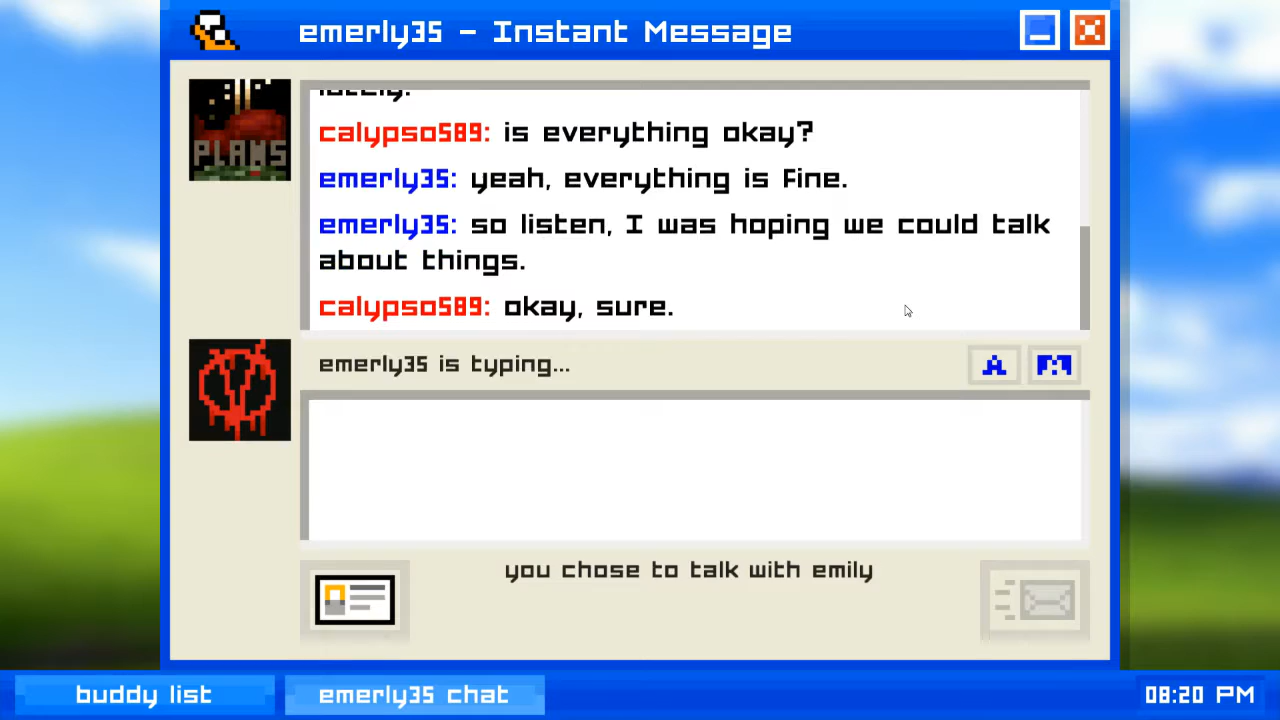 emerly35 - Instant Message
lately.
calypso589: is everything okay?
emerly35: yeah, everything is fine.
emerly35: so listen, I was hoping we could talk
about things.
calypso589: okay, sure.
PLANS
emerly35 is typing...
A
you chose to talk with emily
buddy list
emerly35 chat
08:20 PM